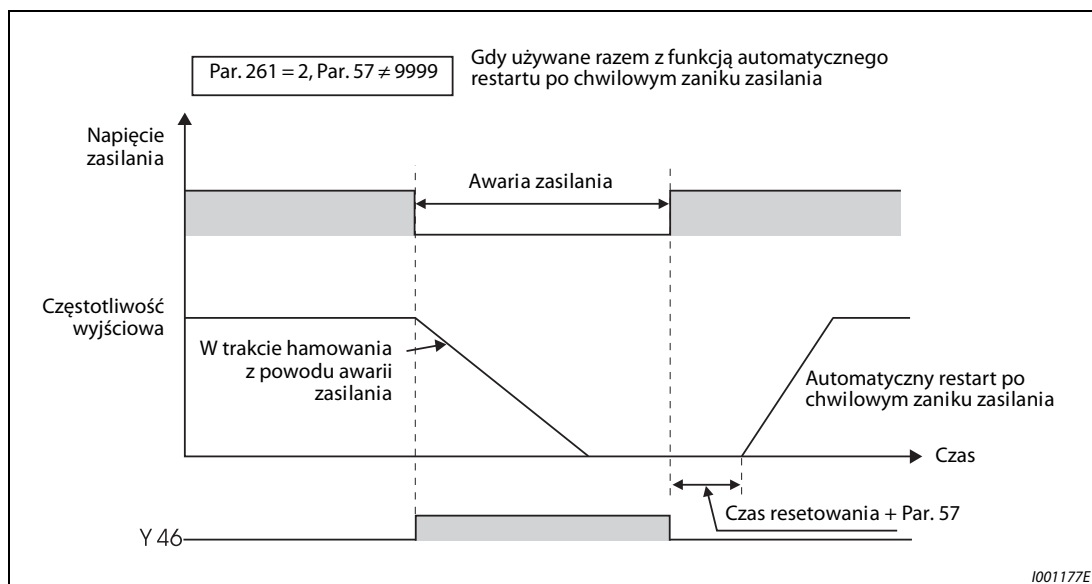 Par. 261 = 2, Par. 57 ≠ 9999
Gdy używane razem z funkcją automatycznego
restartu po chwilowym zaniku zasilania
Napięcie
zasilania
Awaria zasilania
Częstotliwość
wyjściowa
W trakcie hamowania
z powodu awarii
zasilania
Automatyczny restart po
chwilowym zaniku zasilania
Czas
Czas resetowania + Par. 57
Y 46
I001177E